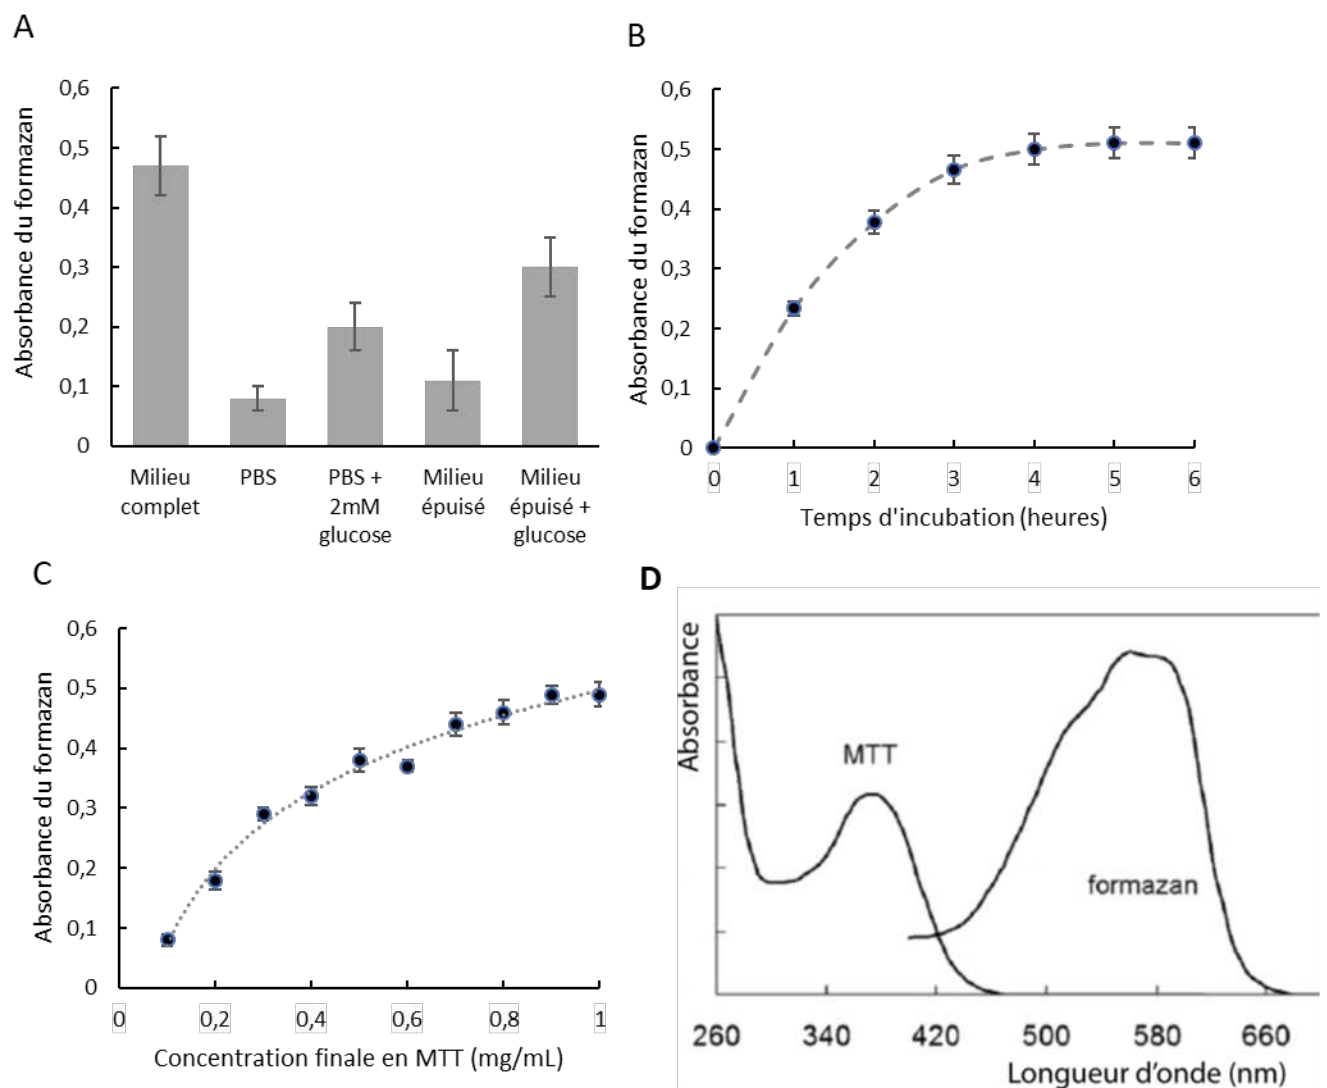 A
Absorbance du formazan
0,6
0,5
0,4
0,3
0,2
0,1
0
Milieu
complet
PBS
PBS +
2mM
glucose
Milieu
épuisé
Milieu
épuisé +
glucose
B
Absorbance du formazan
0,6
0,5
0,4
0,3
0,2
0,1
0
0 1 2 3 4 5 6
Temps d'incubation (heures)
C
Absorbance du formazan
0,6
0,5
0,4
0,3
0,2
0,1
0
0 0,2 0,4 0,6 0,8 1
Concentration finale en MTT (mg/mL)
D
Absorbance
MTT
formazan
260 340 420 500 580 660
Longueur d'onde (nm)